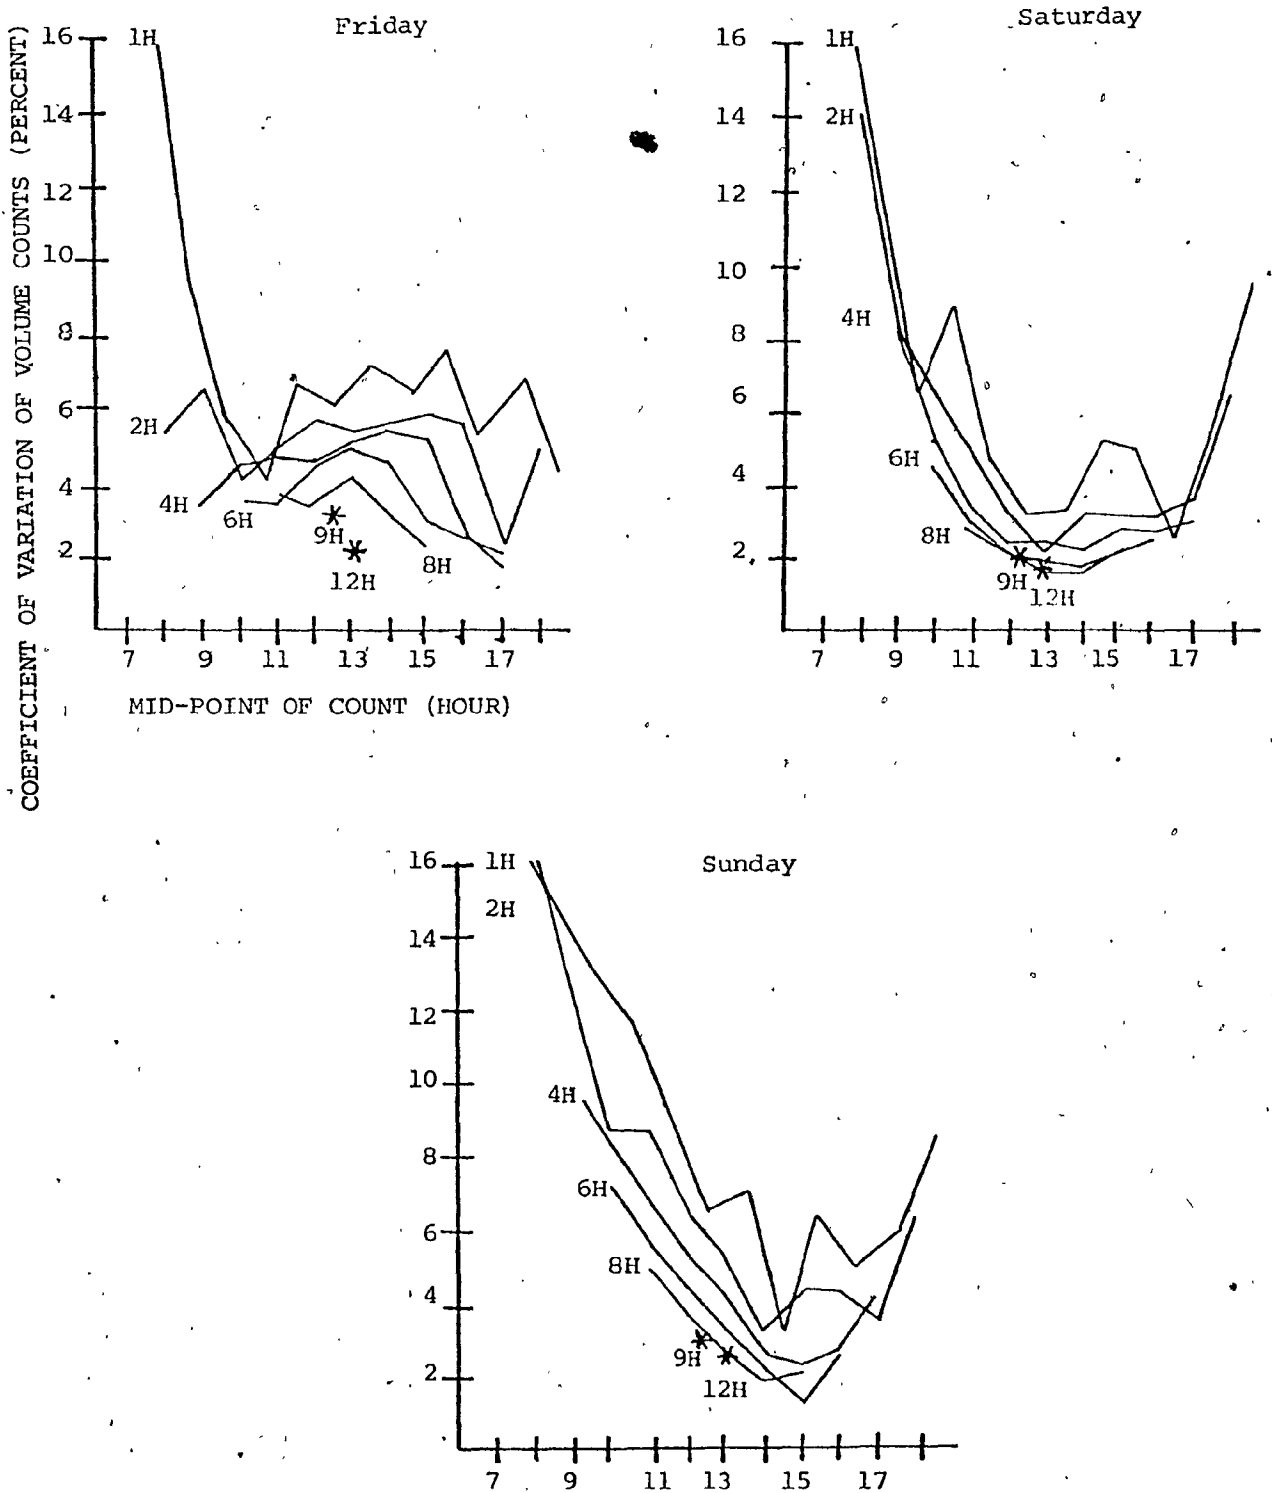 COEFFICIENT OF VARIATION OF VOLUME COUNTS (PERCENT)
Friday
16
14
12
10
8
6
4
2
1H
2H
4H
6H
9H
12H
8H
7 9 11 13 15 17
MID-POINT OF COUNT (HOUR)
Saturday
16
14
12
10
8
6
4
2
1H
2H
4H
6H
8H
9H
12H
7 9 11 13 15 17
Sunday
16
14
12
10
8
6
4
2
1H
2H
4H
6H
8H
9H
12H
7 9 11 13 15 17